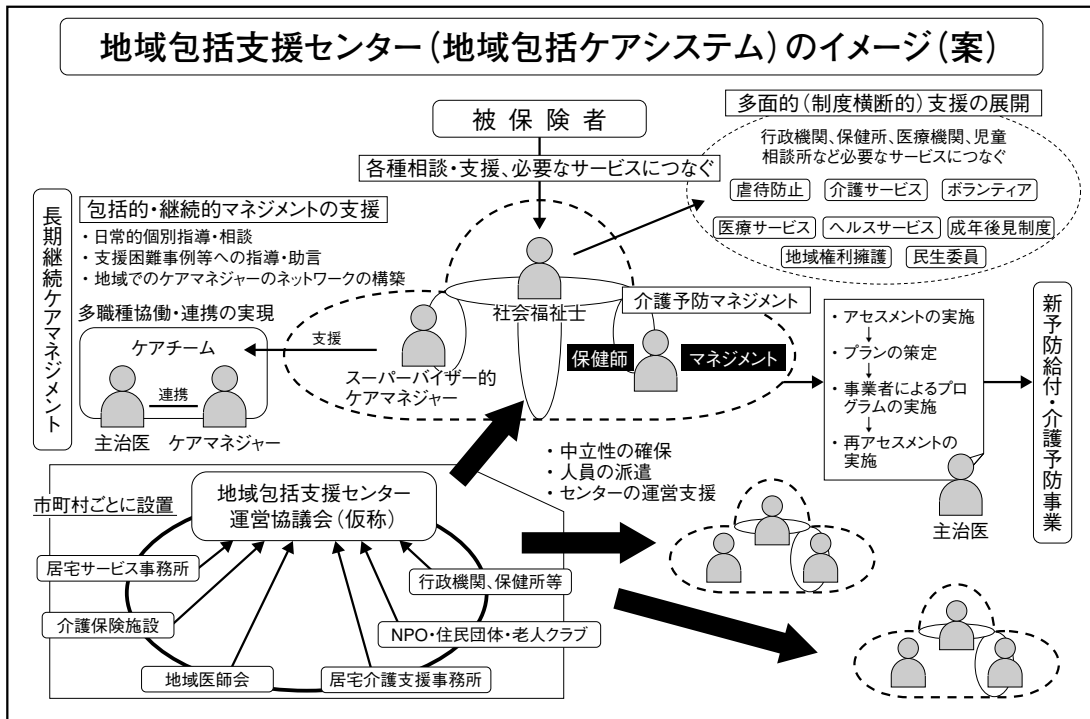 地域包括支援センター（地域包括ケアシステム）のイメージ（案）
被保険者
各種相談・支援、必要なサービスにつなぐ
多面的（制度横断的）支援の展開
行政機関、保健所、医療機関、児童
相談所など必要なサービスにつなぐ
虐待防止
介護サービス
ボランティア
医療サービス
ヘルスサービス
成年後見制度
地域権利擁護
民生委員
長期継続ケアマネジメント
包括的・継続的マネジメントの支援
・日常的個別指導・相談
・支援困難事例等への指導・助言
・地域でのケアマネジャーのネットワークの構築
多職種協働・連携の実現
ケアチーム
連携
主治医
ケアマネジャー
支援
スーパーバイザー的
ケアマネジャー
社会福祉士
介護予防マネジメント
保健師
マネジメント
・アセスメントの実施
・プランの策定
・事業者によるプロ
グラムの実施
・再アセスメントの
実施
主治医
新予防給付・介護予防事業
・中立性の確保
・人員の派遣
・センターの運営支援
市町村ごとに設置
地域包括支援センター
運営協議会（仮称）
居宅サービス事務所
行政機関、保健所等
介護保険施設
NPO・住民団体・老人クラブ
地域医師会
居宅介護支援事務所